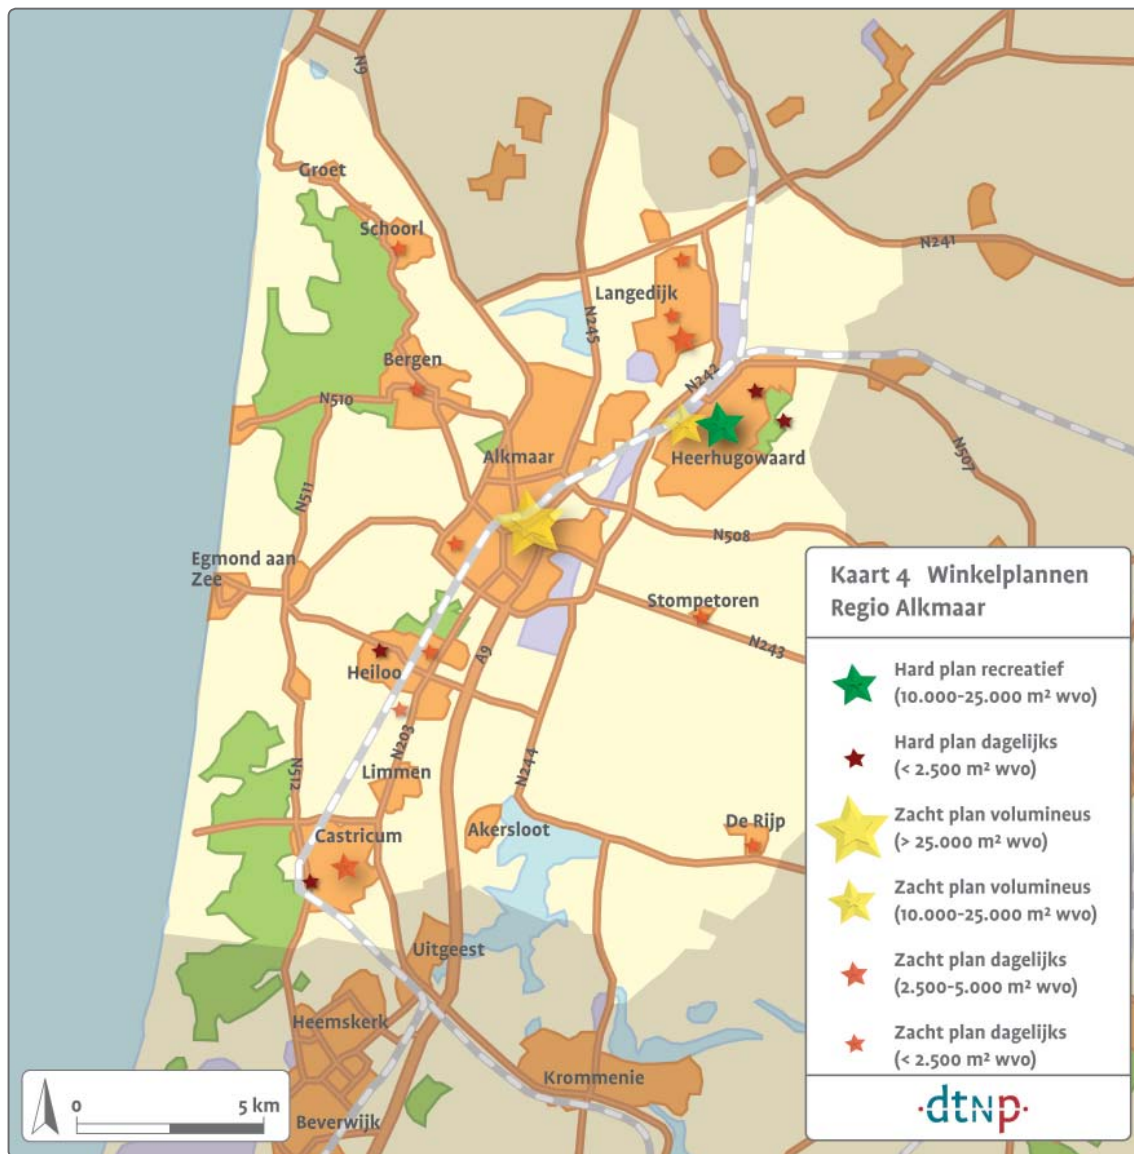 N9
Groet
Schoorl
N241
Langedijk
N245
Bergen
N242
N510
Alkmaar
Heerhugowaard
N507
N511
N508
Egmond aan
Zee
Stompetoren
N243
Heiloo
A9
N203
N244
Limmen
N512
Castricum
Akersloot
De Rijp
Uitgeest
Heemskerk
Krommenie
Beverwijk
0 5 km
Kaart 4 Winkelplannen
Regio Alkmaar
Hard plan recreatief
(10.000-25.000 m² wvo)
Hard plan dagelijks
(< 2.500 m² wvo)
Zacht plan volumineus
(> 25.000 m² wvo)
Zacht plan volumineus
(10.000-25.000 m² wvo)
Zacht plan dagelijks
(2.500-5.000 m² wvo)
Zacht plan dagelijks
(< 2.500 m² wvo)
·dtnp·